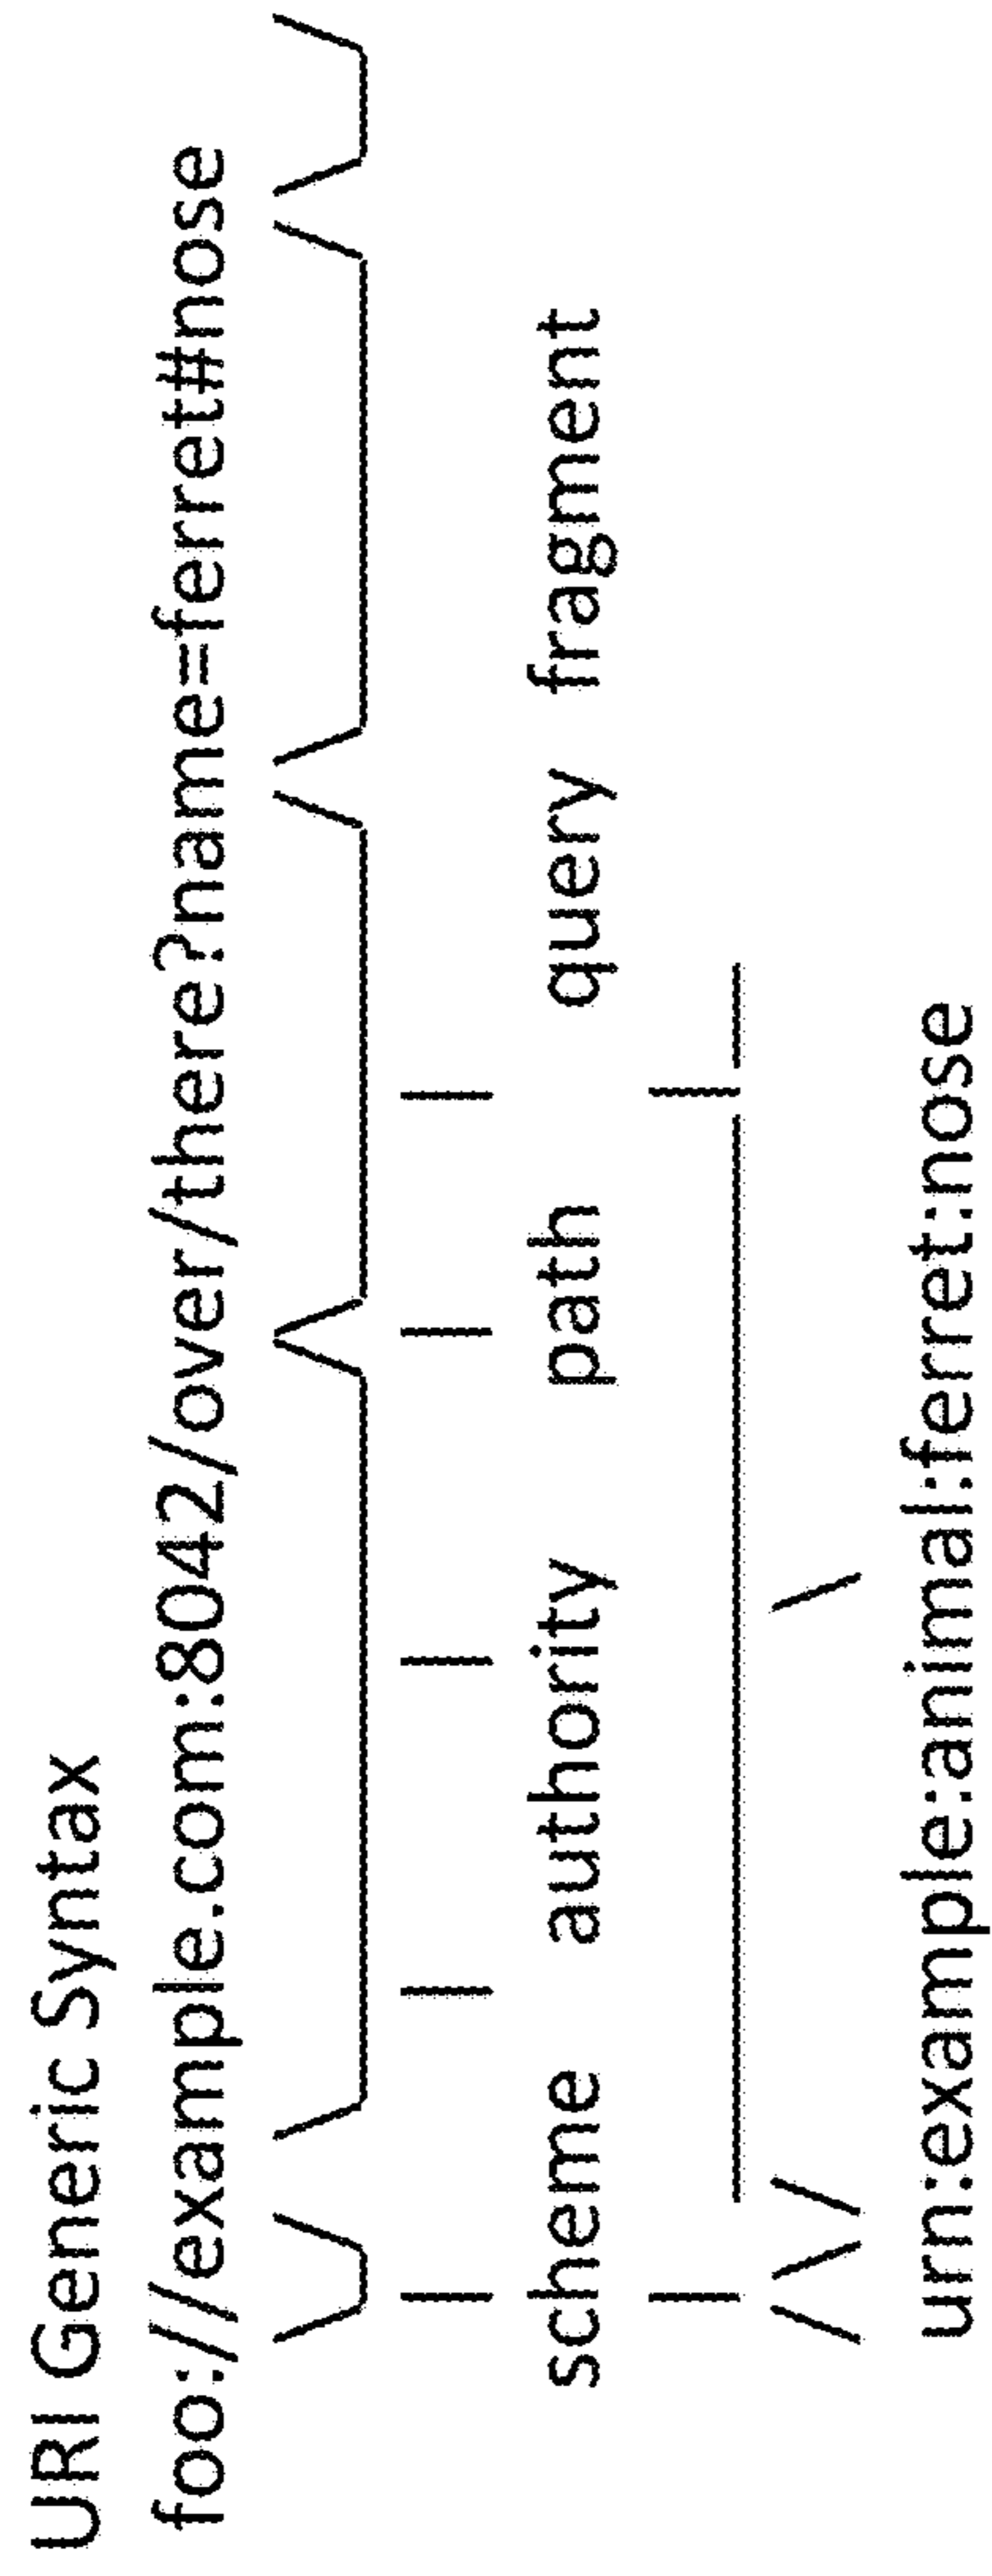 URI Generic Syntax
foo://example.com:8042/over/there?name=ferret#nose
scheme authority path query fragment
urn:example:animal:ferret:nose